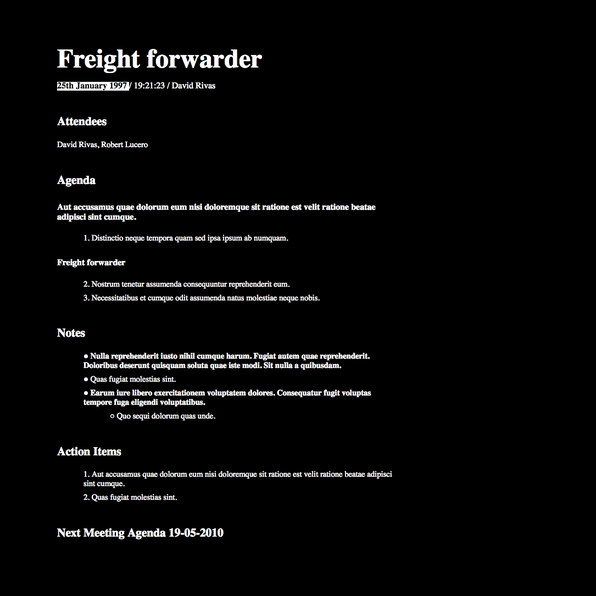 Freight forwarder
25th January 1997 / 19:21:23 / David Rivas
Attendees
David Rivas, Robert Lucero
Agenda
Aut accusamus quae dolorum eum nisi doloremque sit ratione est velit ratione beatae
adipisci sint cumque.
1. Distinctio neque tempora quam sed ipsa ipsum ab numquam.
Freight forwarder
2. Nostrum tenetur assumenda consequuntur reprehenderit eum.
3. Necessitatibus et cumque odit assumenda natus molestiae neque nobis.
Notes
● Nulla reprehenderit iusto nihil cumque harum. Fugiat autem quae reprehenderit.
Doloribus deserunt quisquam soluta quae iste modi. Sit nulla a quibusdam.
● Quas fugiat molestias sint.
● Earum iure libero exercitationem voluptatem dolores. Consequatur fugit voluptas
tempore fuga eligendi voluptatibus.
○ Quo sequi dolorum quas unde.
Action Items
1. Aut accusamus quae dolorum eum nisi doloremque sit ratione est velit ratione beatae adipisci
sint cumque.
2. Quas fugiat molestias sint.
Next Meeting Agenda 19-05-2010